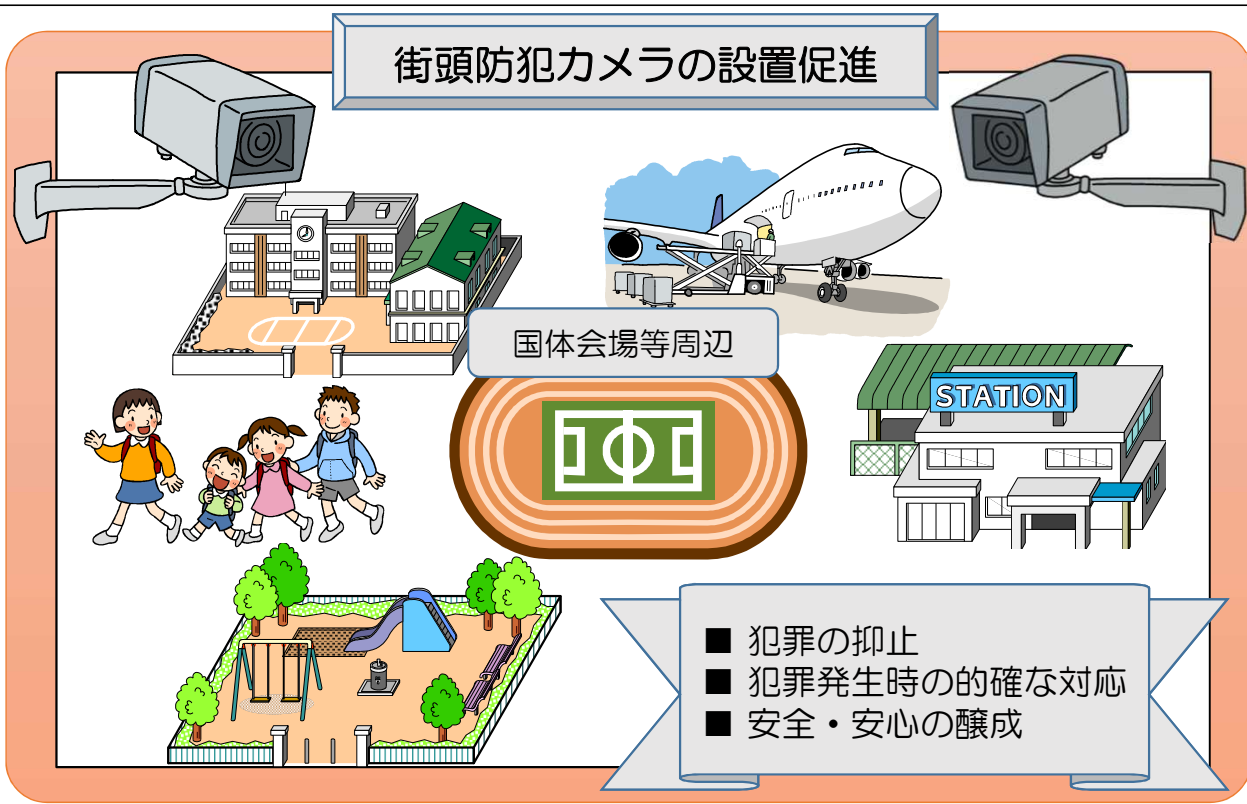 街頭防犯カメラの設置促進
国体会場等周辺
STATION
■ 犯罪の抑止
■ 犯罪発生時の的確な対応
■ 安全・安心の醸成